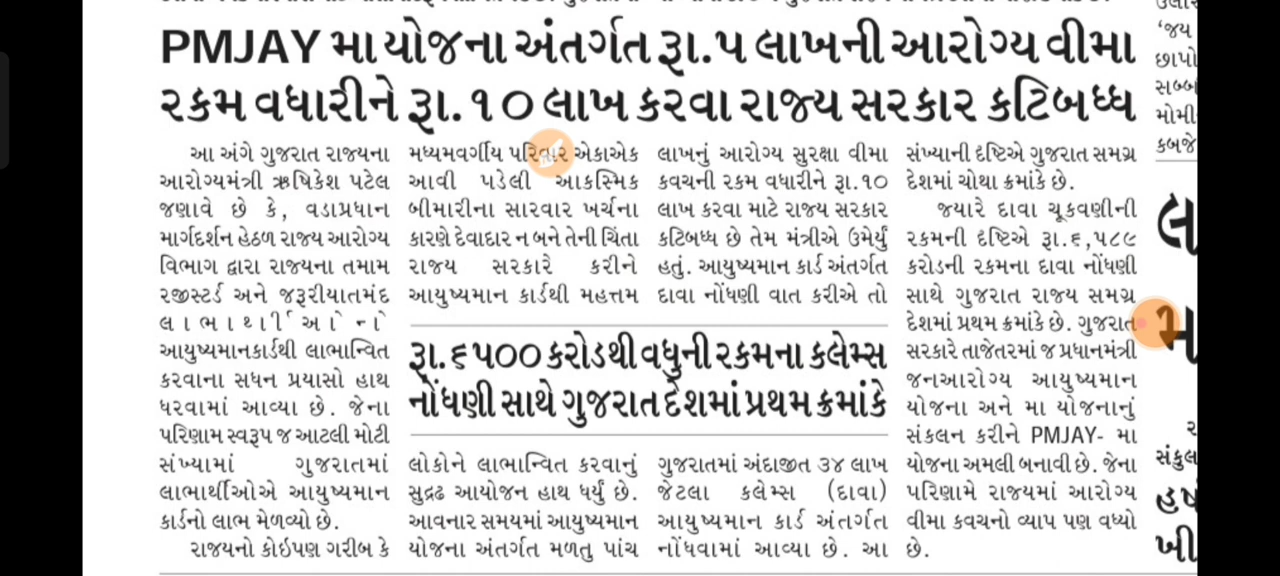 PMJAY મા યોજના અંતર્ગત રૂા.૫ લાખની આરોગ્ય વીમા
રકમ વધારીને રૂા. ૧૦ લાખ કરવા રાજ્ય સરકાર કટિબધ્ધ
આ અંગે ગુજરાત રાજ્યના
આરોગ્યમંત્રી ઋષિકેશ પટેલ
જણાવે છે કે, વડાપ્રધાન
માર્ગદર્શન હેઠળ રાજ્ય આરોગ્ય
વિભાગ દ્વારા રાજ્યના તમામ
રજીસ્ટર્ડ અને જરૂરીયાતમંદ
લાભાર્થીઓનો
આયુષ્યમાનકાર્ડથી લાભાન્વિત
કરવાના સધન પ્રયાસો હાથ
ધરવામાં આવ્યા છે. જેના
પરિણામ સ્વરૂપ જ આટલી મોટી
સંખ્યામાં ગુજરાતમાં
લાભાર્થીઓએ આયુષ્યમાન
કાર્ડનો લાભ મેળવ્યો છે.
રાજ્યનો કોઇપણ ગરીબ કે
મધ્યમવર્ગીય પરિવાર એકાએક
આવી પડેલી આકસ્મિક
બીમારીના સારવાર ખર્ચના
કારણે દેવાદાર ન બને તેની ચિંતા
રાજ્ય સરકારે કરીને
આયુષ્યમાન કાર્ડથી મહત્તમ
રૂા.૬૫૦૦ કરોડથી વધુની રકમના કલેમ્સ
નોંધણી સાથે ગુજરાત દેશમાં પ્રથમ ક્રમાંકે
લોકોને લાભાન્વિત કરવાનું
સુદ્રઢ આયોજન હાથ ધર્યું છે.
આવનાર સમયમાં આયુષ્યમાન
યોજના અંતર્ગત મળતુ પાંચ
લાખનું આરોગ્ય સુરક્ષા વીમા
કવચની રકમ વધારીને રૂા.૧૦
લાખ કરવા માટે રાજ્ય સરકાર
કટિબધ્ધ છે તેમ મંત્રીએ ઉમેર્યું
હતું. આયુષ્યમાન કાર્ડ અંતર્ગત
દાવા નોંધણી વાત કરીએ તો
ગુજરાતમાં અંદાજીત ૩૪ લાખ
જેટલા કલેમ્સ (દાવા)
આયુષ્યમાન કાર્ડ અંતર્ગત
નોંધવામાં આવ્યા છે. આ
સંખ્યાની દ્દષ્ટિએ ગુજરાત સમગ્ર
દેશમાં ચોથા ક્રમાંકે છે.
જ્યારે દાવા ચૂકવણીની
રકમની દ્દષ્ટિએ રૂા.૬,૫૮૯
કરોડની રકમના દાવા નોંધણી
સાથે ગુજરાત રાજ્ય સમગ્ર
દેશમાં પ્રથમ ક્રમાંકે છે. ગુજરાત
સરકારે તાજેતરમાં જ પ્રધાનમંત્રી
જનઆરોગ્ય આયુષ્યમાન
યોજના અને મા યોજનાનું
સંકલન કરીને PMJAY- મા
યોજના અમલી બનાવી છે. જેના
પરિણામે રાજ્યમાં આરોગ્ય
વીમા કવચનો વ્યાપ પણ વધ્યો
છે.
'જય
છાપો
સબ્બ
મોમી
કબજે
લ
મ
સંકુલ
હર્ષ
ખી